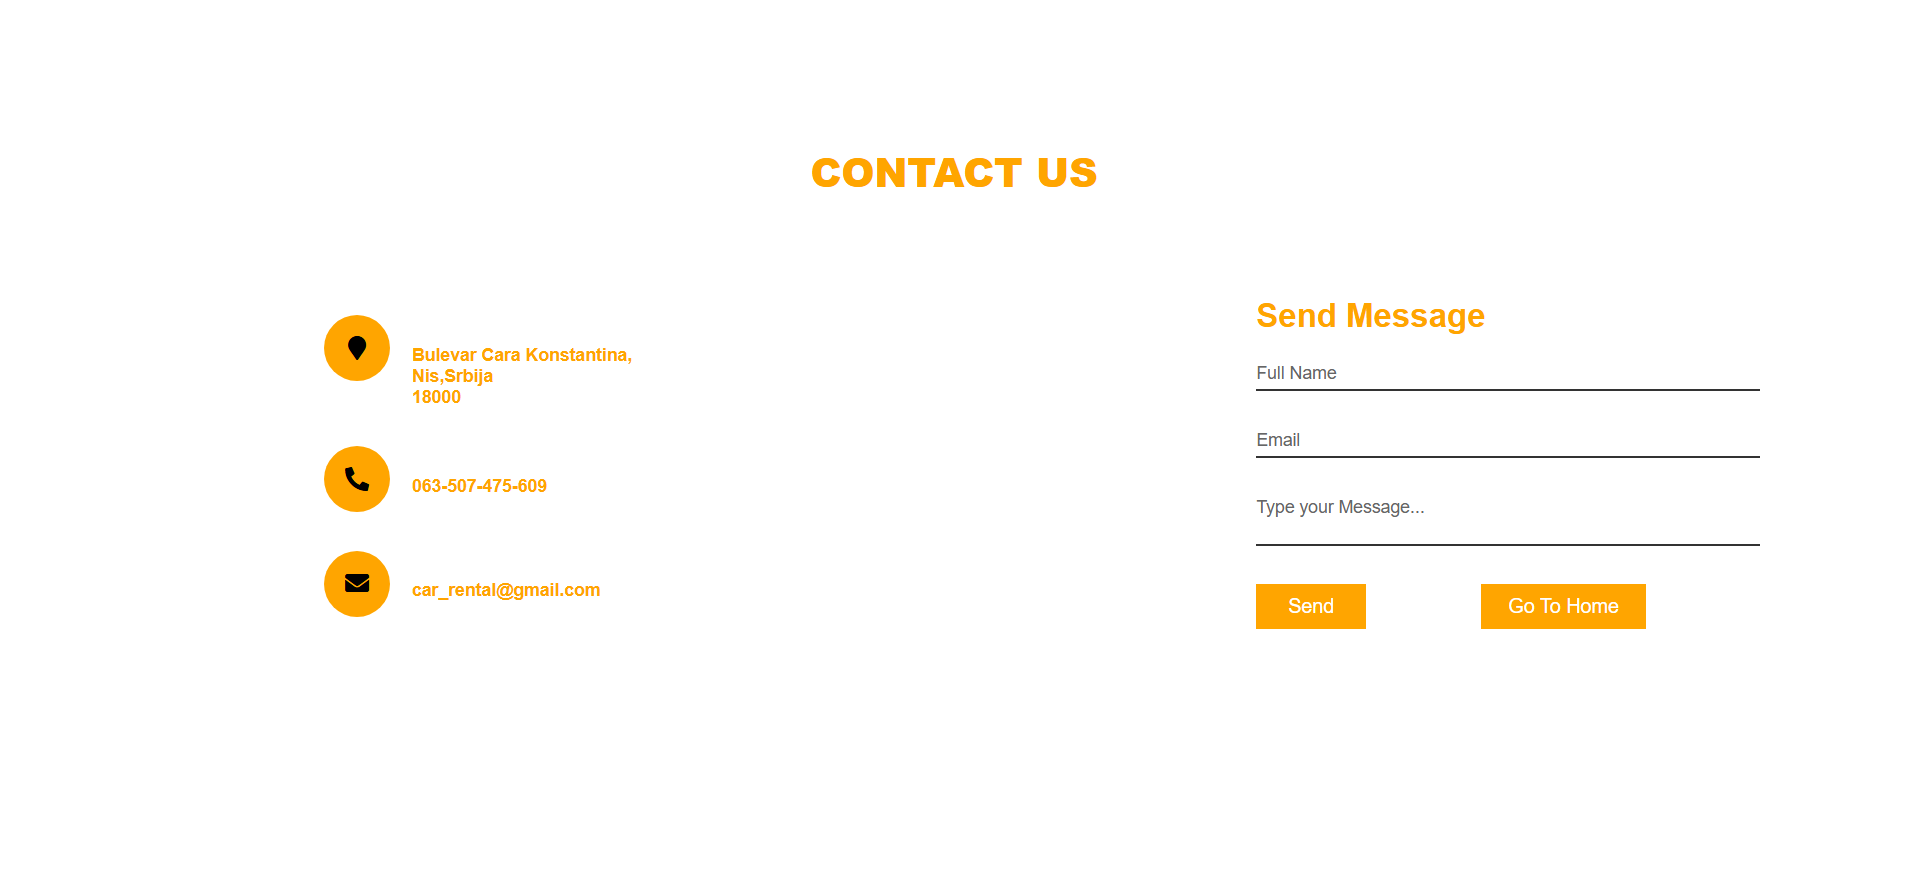 CONTACT US
Bulevar Cara Konstantina,
Nis,Srbija
18000
063-507-475-609
car_rental@gmail.com
Send Message
Full Name
Email
Type your Message...
Send
Go To Home